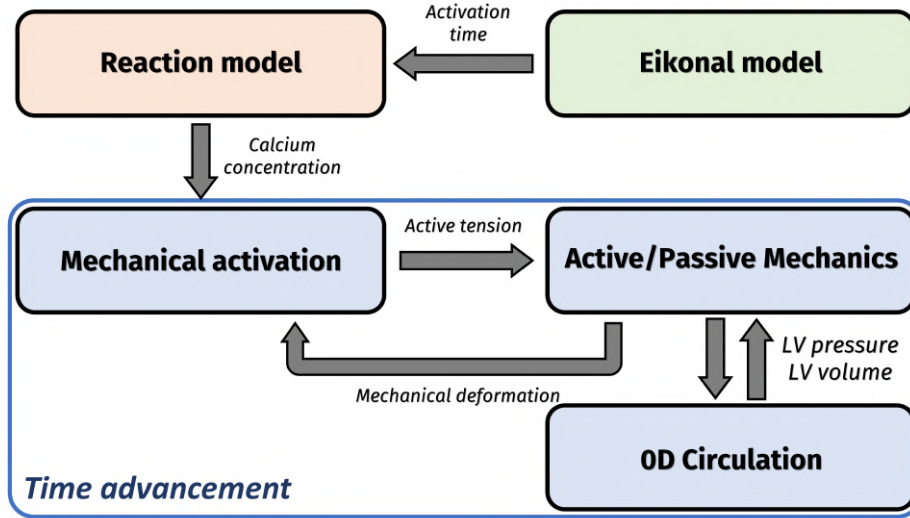 Activation
time
Reaction model
Eikonal model
Calcium
concentration
Mechanical activation
Active tension
Active/Passive Mechanics
LV pressure
LV volume
Mechanical deformation
0D Circulation
Time advancement